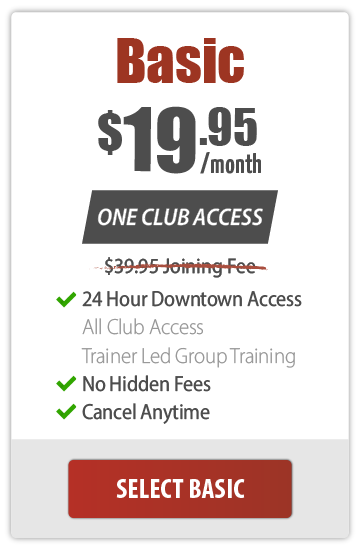 Basic
$19.95
/month
ONE CLUB ACCESS
$39.95 Joining Fee
24 Hour Downtown Access
All Club Access
Trainer Led Group Training
No Hidden Fees
Cancel Anytime
SELECT BASIC